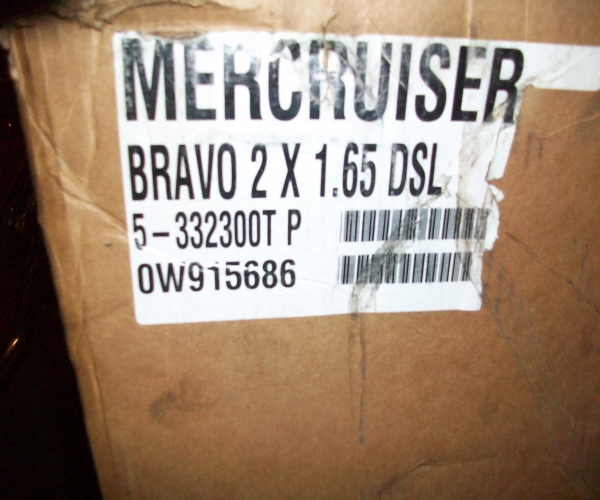 MERCRUISER
BRAVO 2 X 1.65 DSL
5-332300T P
0W915686